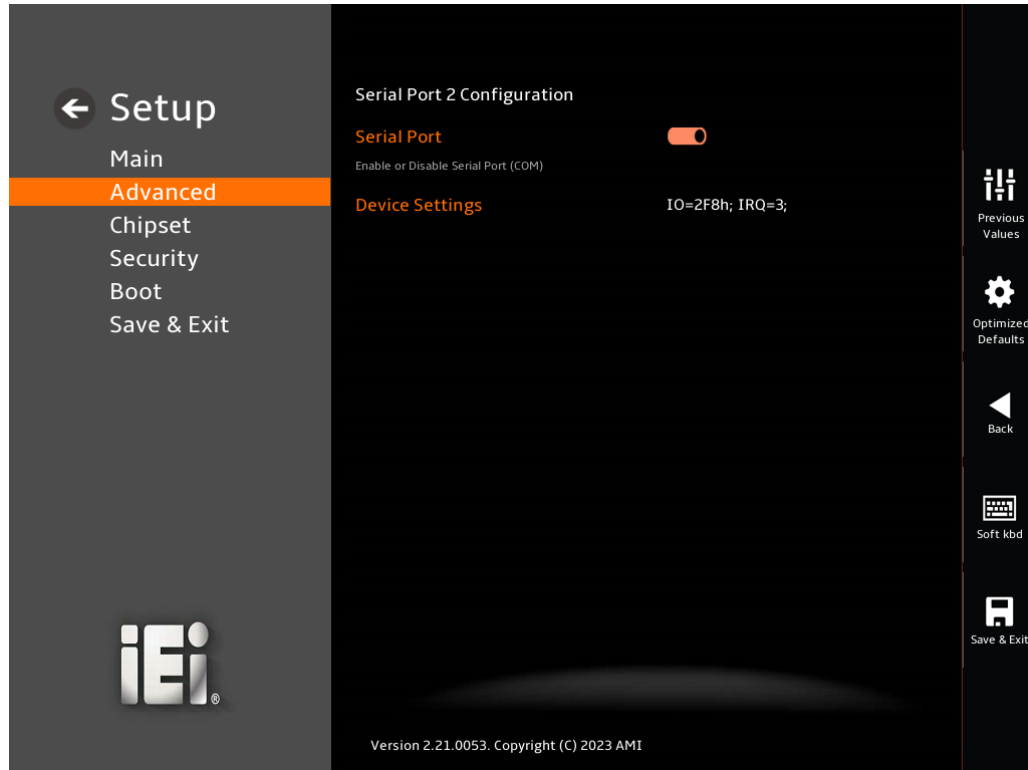 Setup
Main
Advanced
Chipset
Security
Boot
Save & Exit
iEi®
Serial Port 2 Configuration
Serial Port
Enable or Disable Serial Port (COM)
Device Settings IO=2F8h; IRQ=3;
Version 2.21.0053. Copyright (C) 2023 AMI
Previous
Values
Optimized
Defaults
Back
Soft kbd
Save & Exit